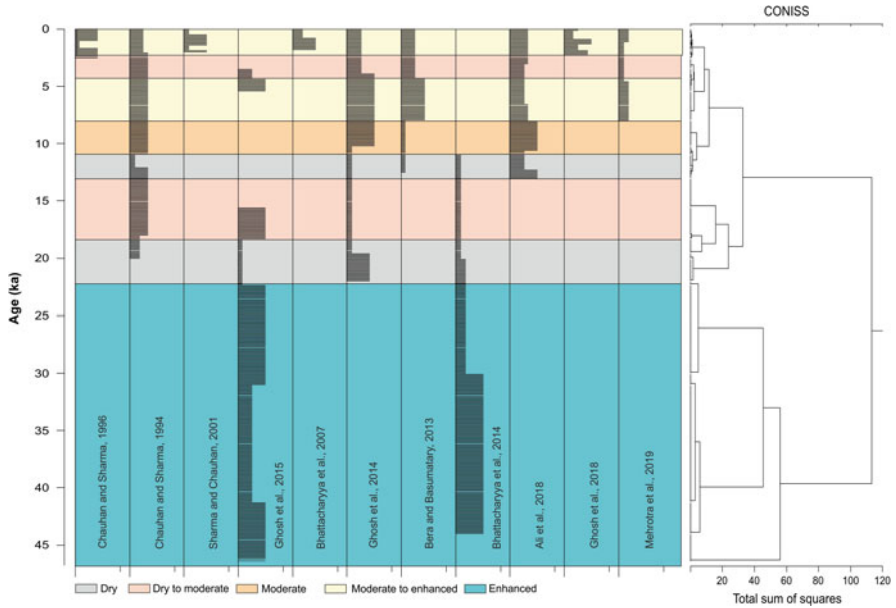 CONISS
0
5
10
15
20
25
30
35
40
45
Age (ka)
Chauhan and Sharma, 1996
Chauhan and Sharma, 1994
Sharma and Chauhan, 2001
Ghosh et al., 2015
Bhattacharyya et al., 2007
Ghosh et al., 2014
Bera and Basumatary, 2013
Bhattacharyya et al., 2014
Ali et al., 2018
Ghosh et al., 2018
Mehrotra et al., 2019
0 20 40 60 80 100 120
Total sum of squares
Dry Dry to moderate Moderate Moderate to enhanced Enhanced